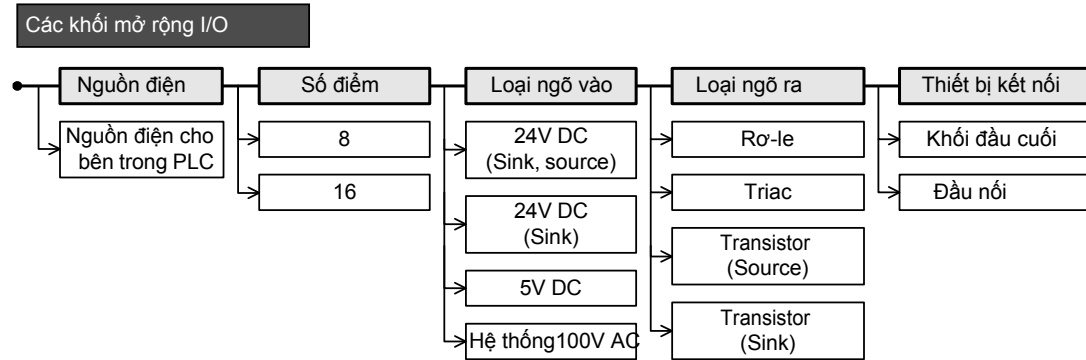 Các khối mở rộng I/O
Nguồn điện
Số điểm
Loại ngõ vào
Loại ngõ ra
Thiết bị kết nối
Nguồn điện cho
bên trong PLC
8
16
24V DC
(Sink, source)
24V DC
(Sink)
5V DC
Hệ thống100V AC
Rơ-le
Triac
Transistor
(Source)
Transistor
(Sink)
Khối đầu cuối
Đầu nối